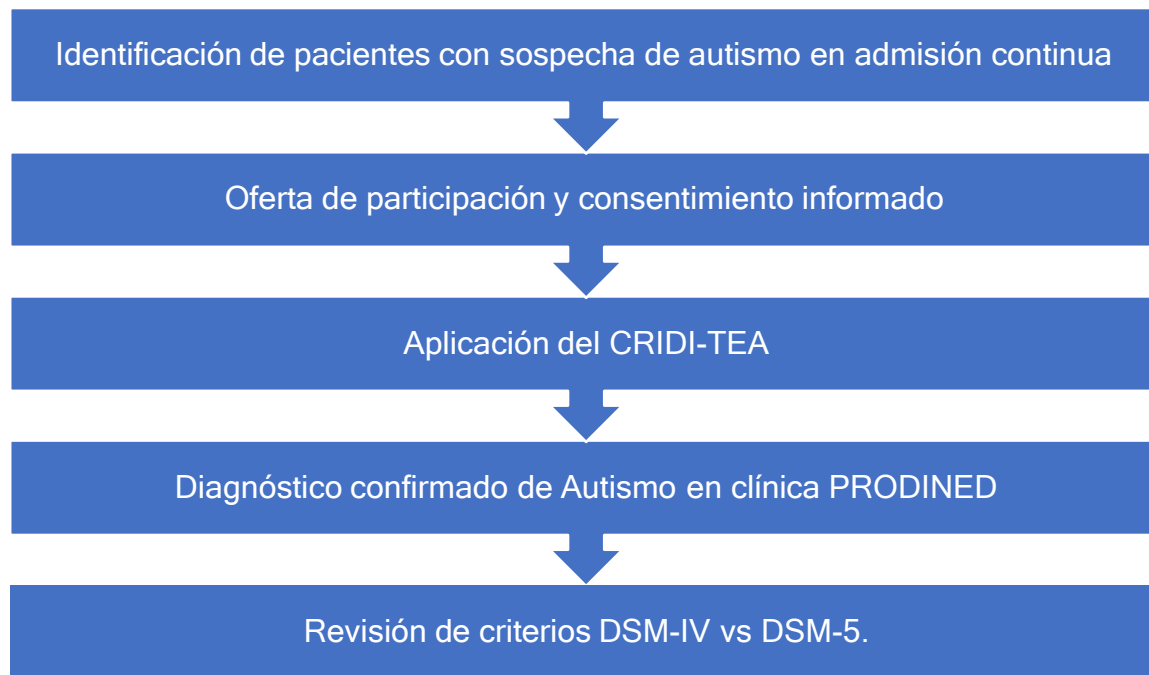 Identificación de pacientes con sospecha de autismo en admisión continua
Oferta de participación y consentimiento informado
Aplicación del CRIDI-TEA
Diagnóstico confirmado de Autismo en clínica PRODINED
Revisión de criterios DSM-IV vs DSM-5.